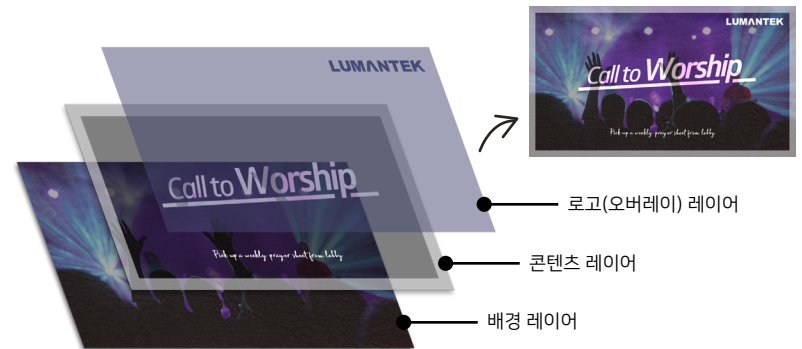 LUMANTEK
Call to Worship
Pick up a weekly prayer sheet from lobby
LUMANTEK
Call to Worship
Pick up a weekly prayer sheet from lobby
로고(오버레이) 레이어
콘텐츠 레이어
배경 레이어